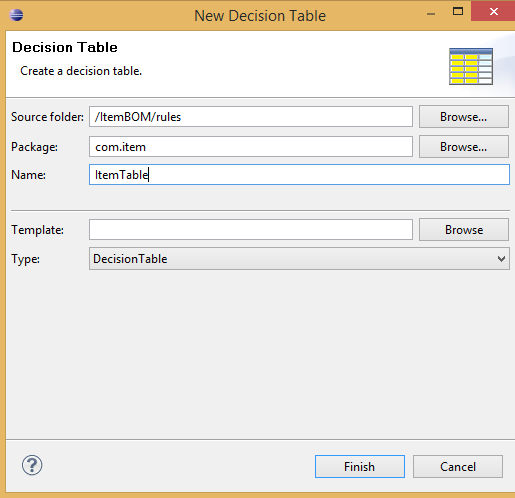 New Decision Table
Decision Table
Create a decision table.
Source folder: /ItemBOM/rules Browse...
Package: com.item Browse...
Name: ItemTable
Template: Browse
Type: DecisionTable
? Finish Cancel